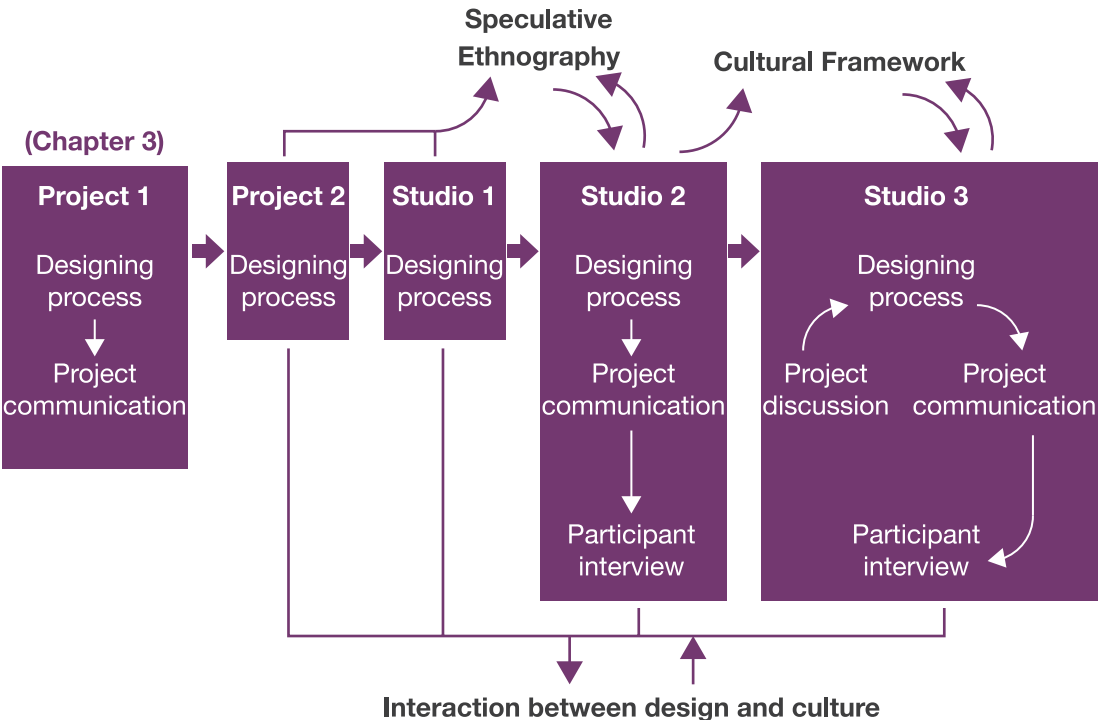 Speculative
Ethnography
Cultural Framework
(Chapter 3)
Project 1
Designing
process
Project
communication
Project 2
Designing
process
Studio 1
Designing
process
Studio 2
Designing
process
Project
communication
Participant
interview
Studio 3
Designing
process
Project
discussion
Project
communication
Participant
interview
Interaction between design and culture